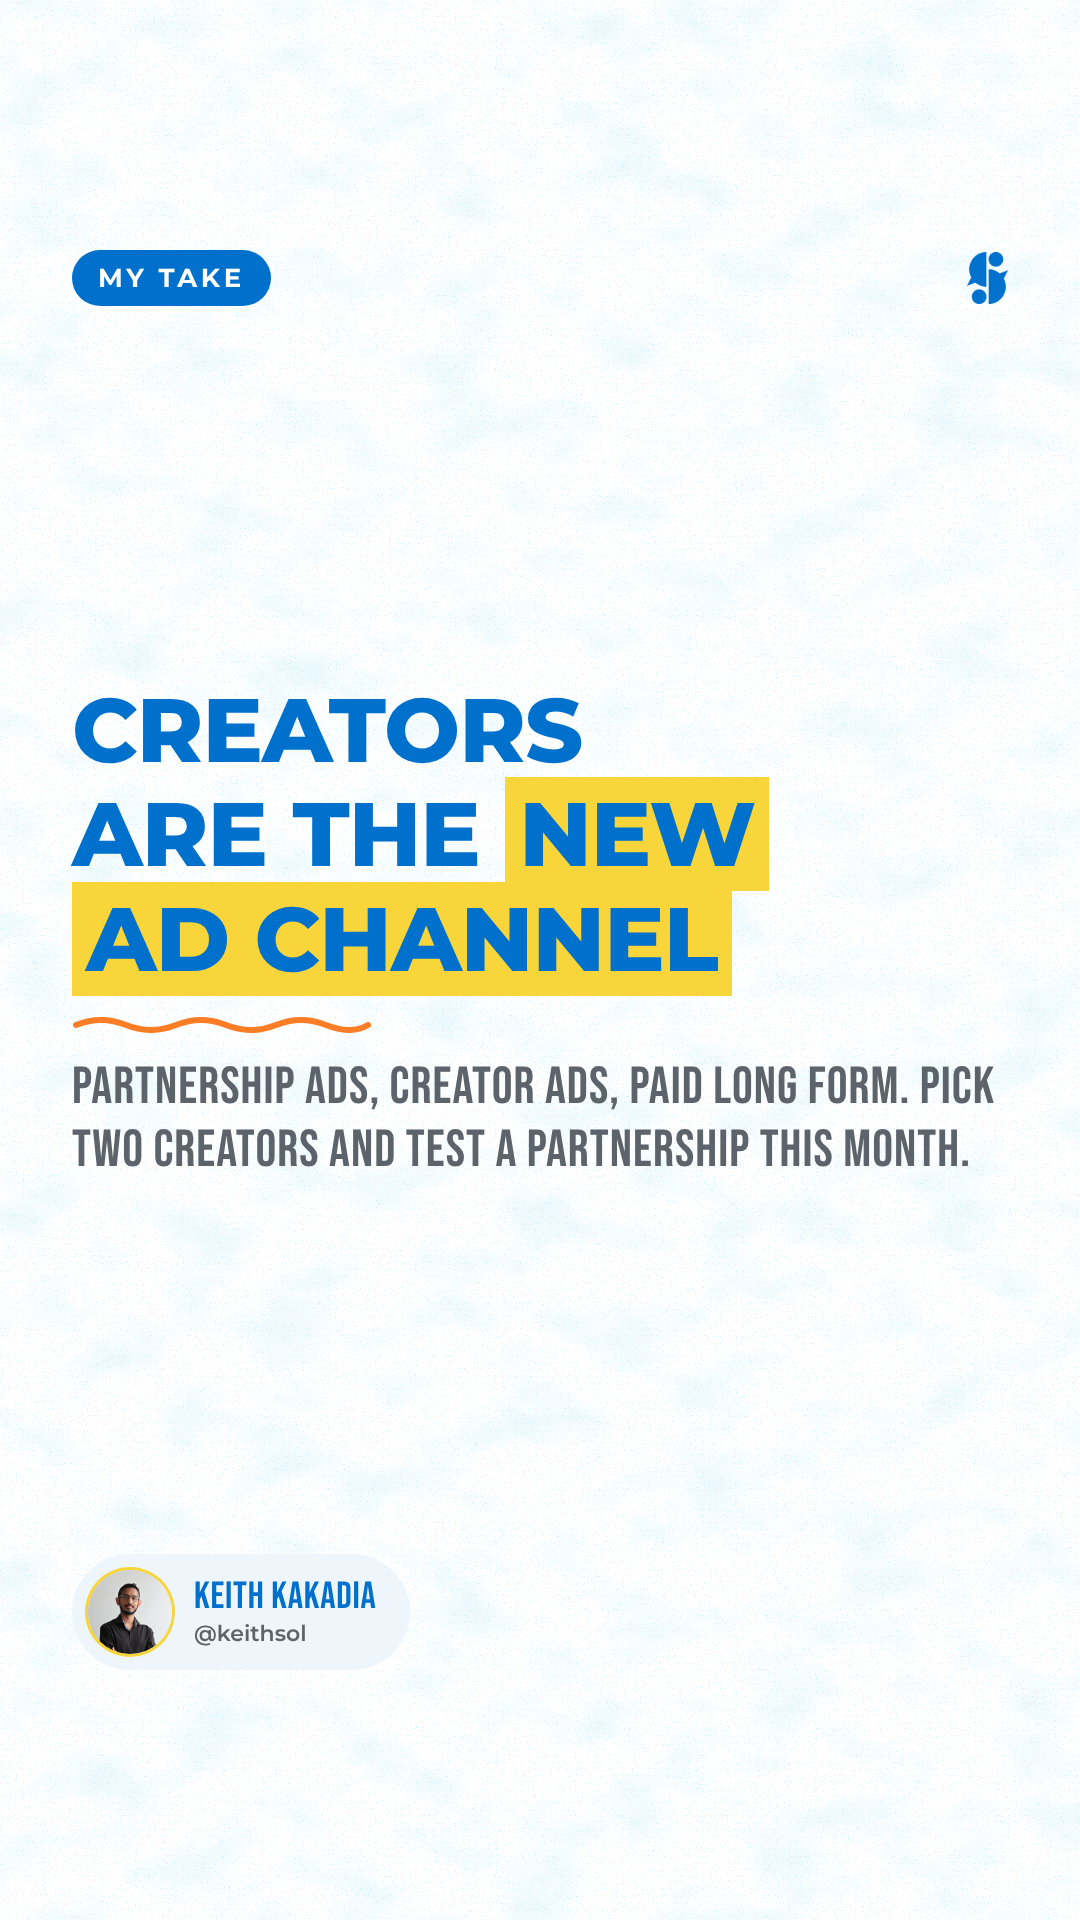 MY TAKE
CREATORS
ARE THE NEW
AD CHANNEL
PARTNERSHIP ADS, CREATOR ADS, PAID LONG FORM. PICK
TWO CREATORS AND TEST A PARTNERSHIP THIS MONTH.
KEITH KAKADIA
@keithsol